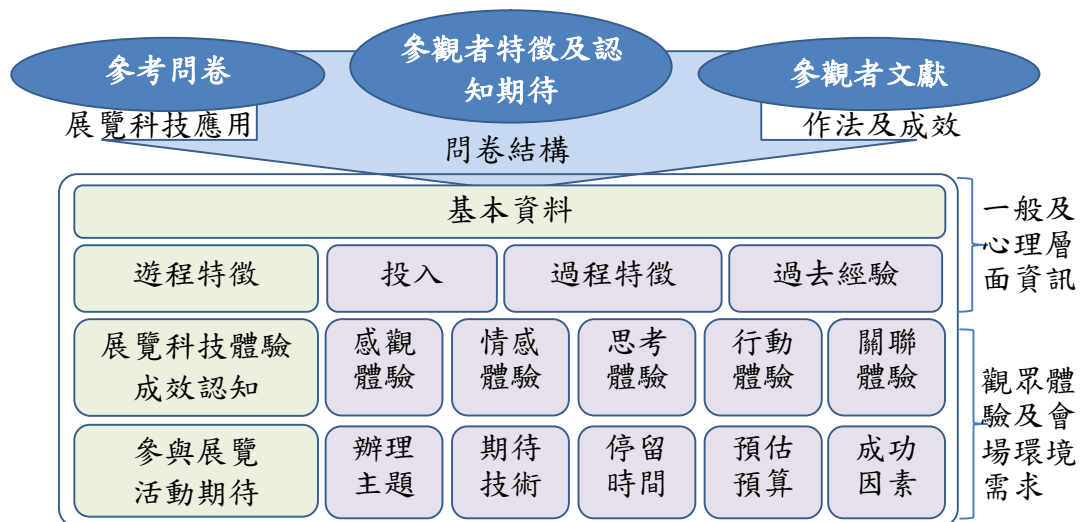 參考問卷
參觀者特徵及認
知期待
參觀者文獻
展覽科技應用
作法及成效
問卷結構
基本資料
遊程特徵
投入
過程特徵
過去經驗
一般及
心理層
面資訊
展覽科技體驗
成效認知
感觀
體驗
情感
體驗
思考
體驗
行動
體驗
關聯
體驗
參與展覽
活動期待
辦理
主題
期待
技術
停留
時間
預估
預算
成功
因素
觀眾體
驗及會
場環境
需求